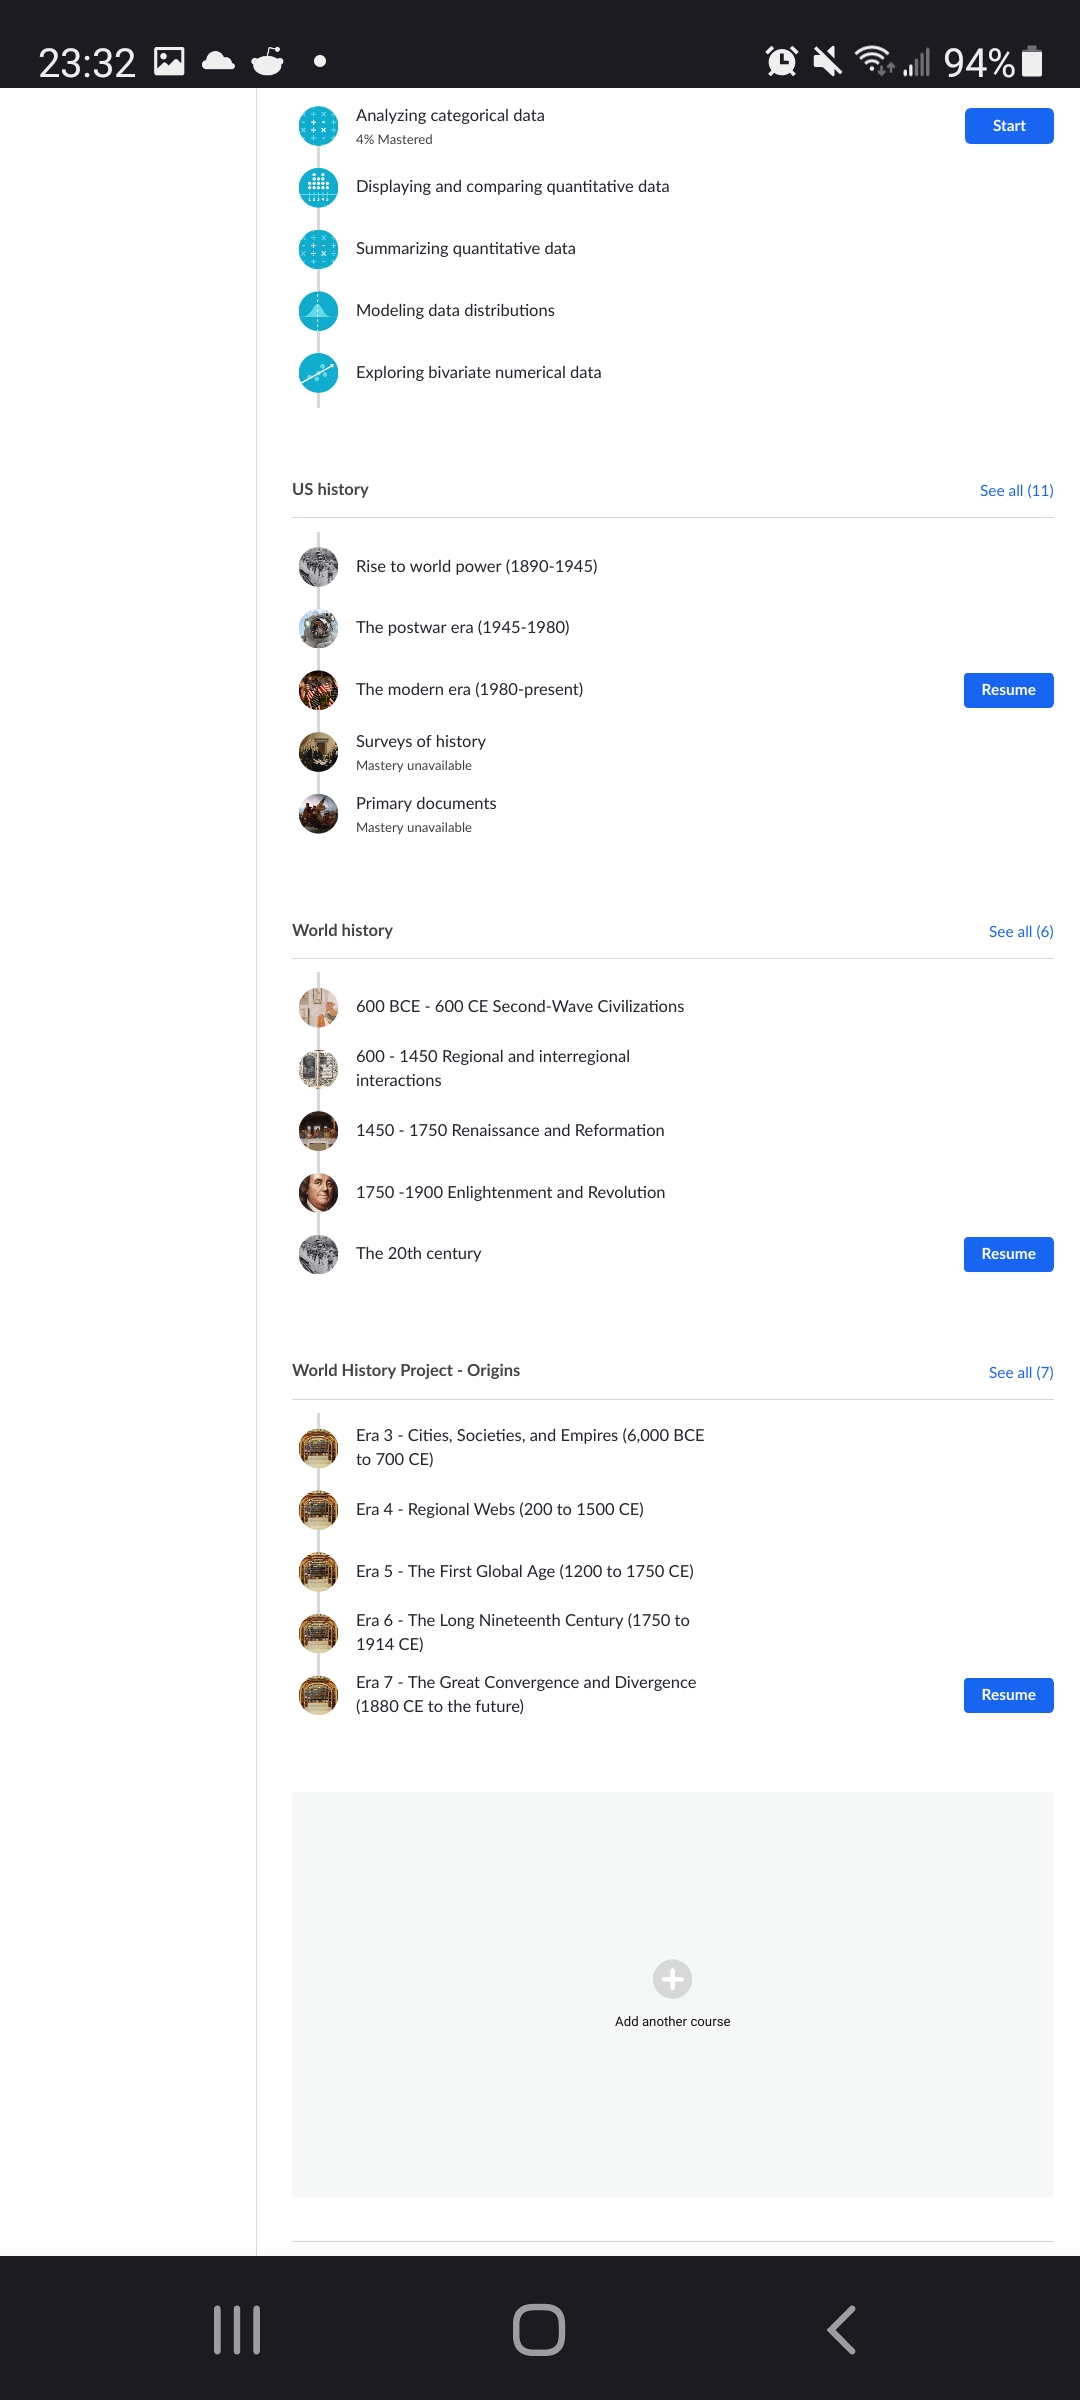 23:32
94%
Analyzing categorical data
4% Mastered
Start
Displaying and comparing quantitative data
Summarizing quantitative data
Modeling data distributions
Exploring bivariate numerical data
US history
See all (11)
Rise to world power (1890-1945)
The postwar era (1945-1980)
The modern era (1980-present)
Resume
Surveys of history
Mastery unavailable
Primary documents
Mastery unavailable
World history
See all (6)
600 BCE - 600 CE Second-Wave Civilizations
600 - 1450 Regional and interregional
interactions
1450 - 1750 Renaissance and Reformation
1750 -1900 Enlightenment and Revolution
The 20th century
Resume
World History Project - Origins
See all (7)
Era 3 - Cities, Societies, and Empires (6,000 BCE
to 700 CE)
Era 4 - Regional Webs (200 to 1500 CE)
Era 5 - The First Global Age (1200 to 1750 CE)
Era 6 - The Long Nineteenth Century (1750 to
1914 CE)
Era 7 - The Great Convergence and Divergence
(1880 CE to the future)
Resume
Add another course